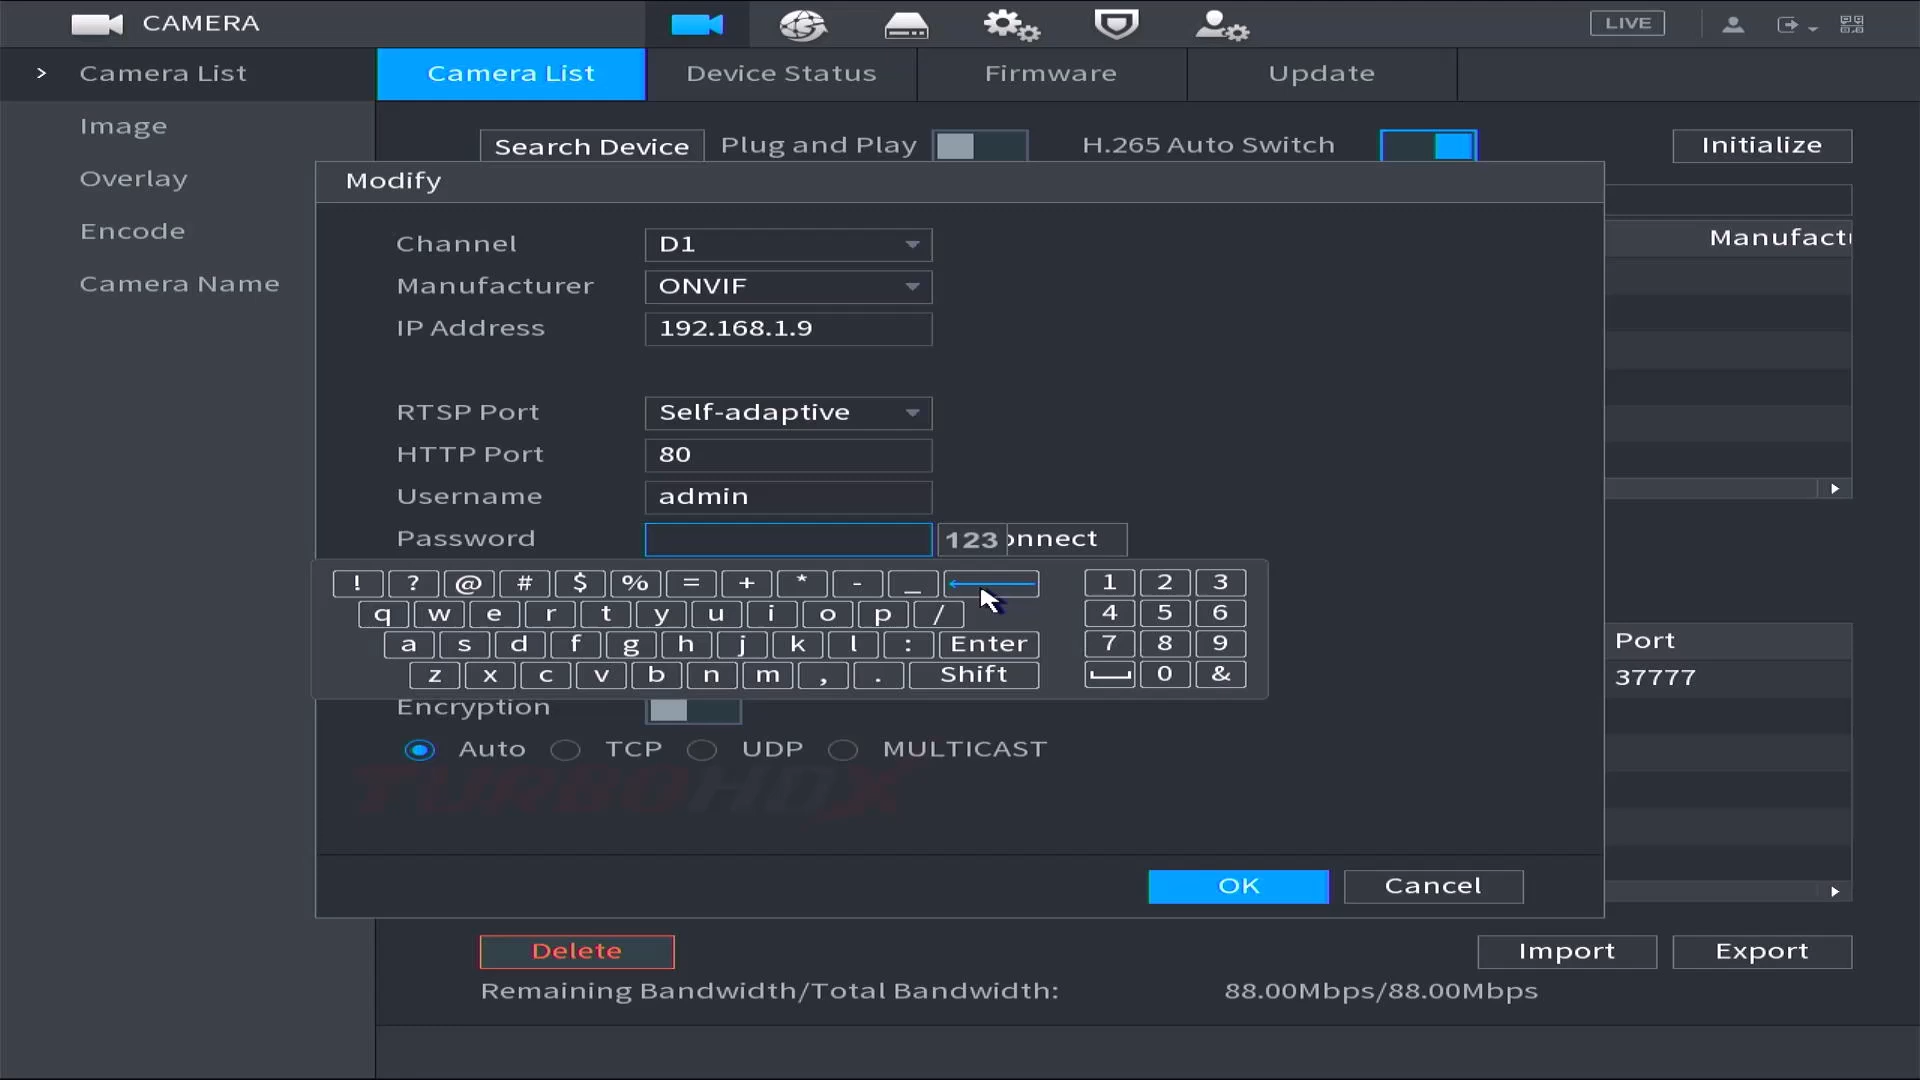 CAMERA
LIVE
> Camera List
Camera List
Device Status
Firmware
Update
Image
Overlay
Encode
Camera Name
Search Device
Plug and Play
H.265 Auto Switch
Initialize
Modify
Manufact
Channel D1
Manufacturer ONVIF
IP Address 192.168.1.9
RTSP Port Self-adaptive
HTTP Port 80
Username admin
Password 123 onnect
! ? @ # $ % = + * - _ 1 2 3
q w e r t y u i o p / 4 5 6
a s d f g h j k l : Enter 7 8 9
z x c v b n m , . Shift 0 &
Port
37777
Encryption
Auto TCP UDP MULTICAST
TURBOHDX
OK Cancel
Delete
Import Export
Remaining Bandwidth/Total Bandwidth: 88.00Mbps/88.00Mbps